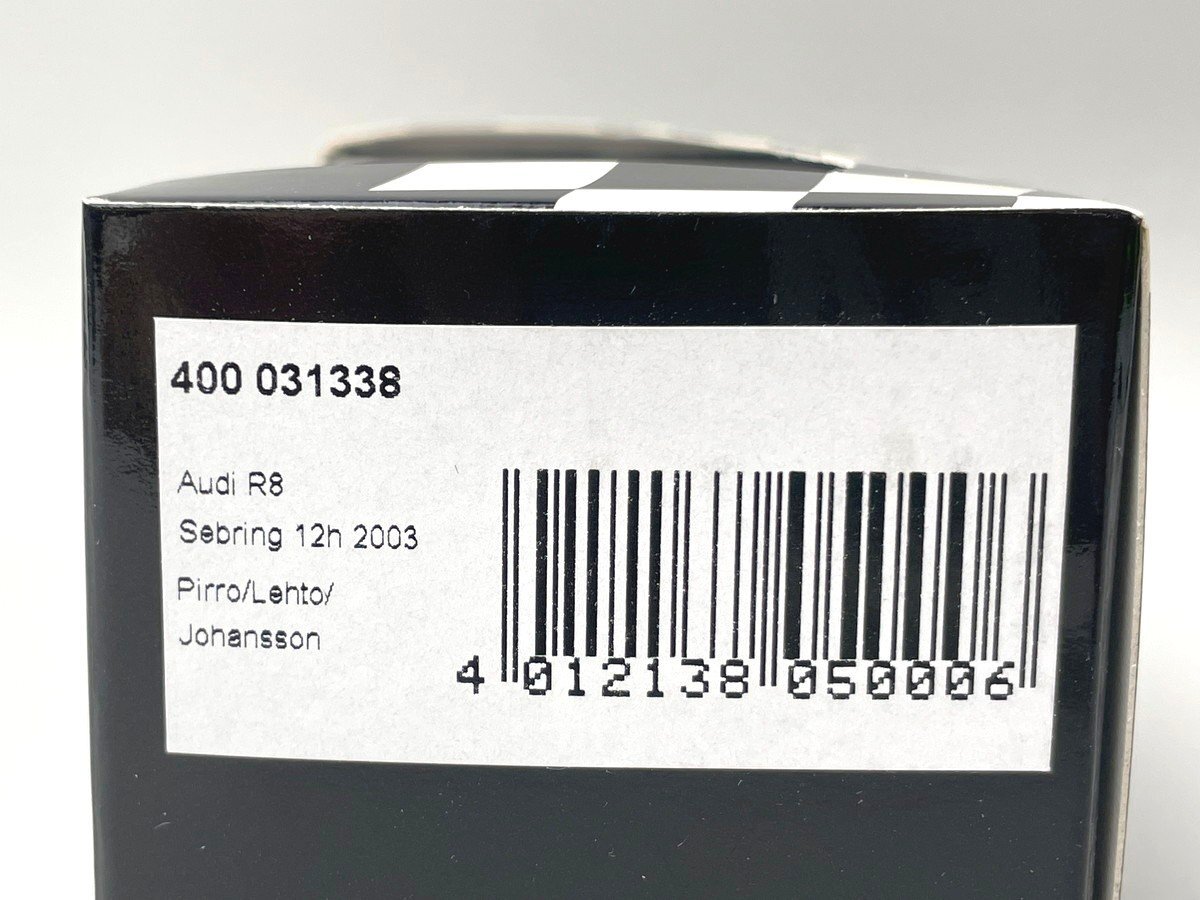 400 031338
Audi R8
Sebring 12h 2003
Pirro/Lehto/
Johansson
4 012138 050006